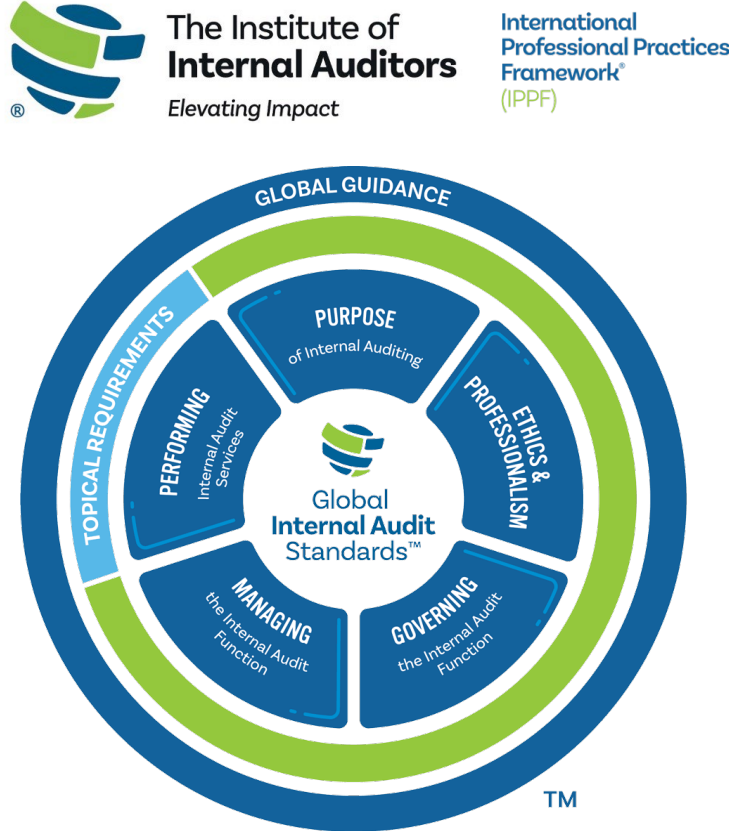 The Institute of
Internal Auditors
Elevating Impact
®
International
Professional Practices
Framework®
(IPPF)
GLOBAL GUIDANCE
TOPICAL REQUIREMENTS
PURPOSE
of Internal Auditing
ETHICS &
PROFESSIONALISM
GOVERNING
the Internal Audit
Function
MANAGING
the Internal Audit
Function
PERFORMING
Internal Audit
Services
Global
Internal Audit
Standards™
TM